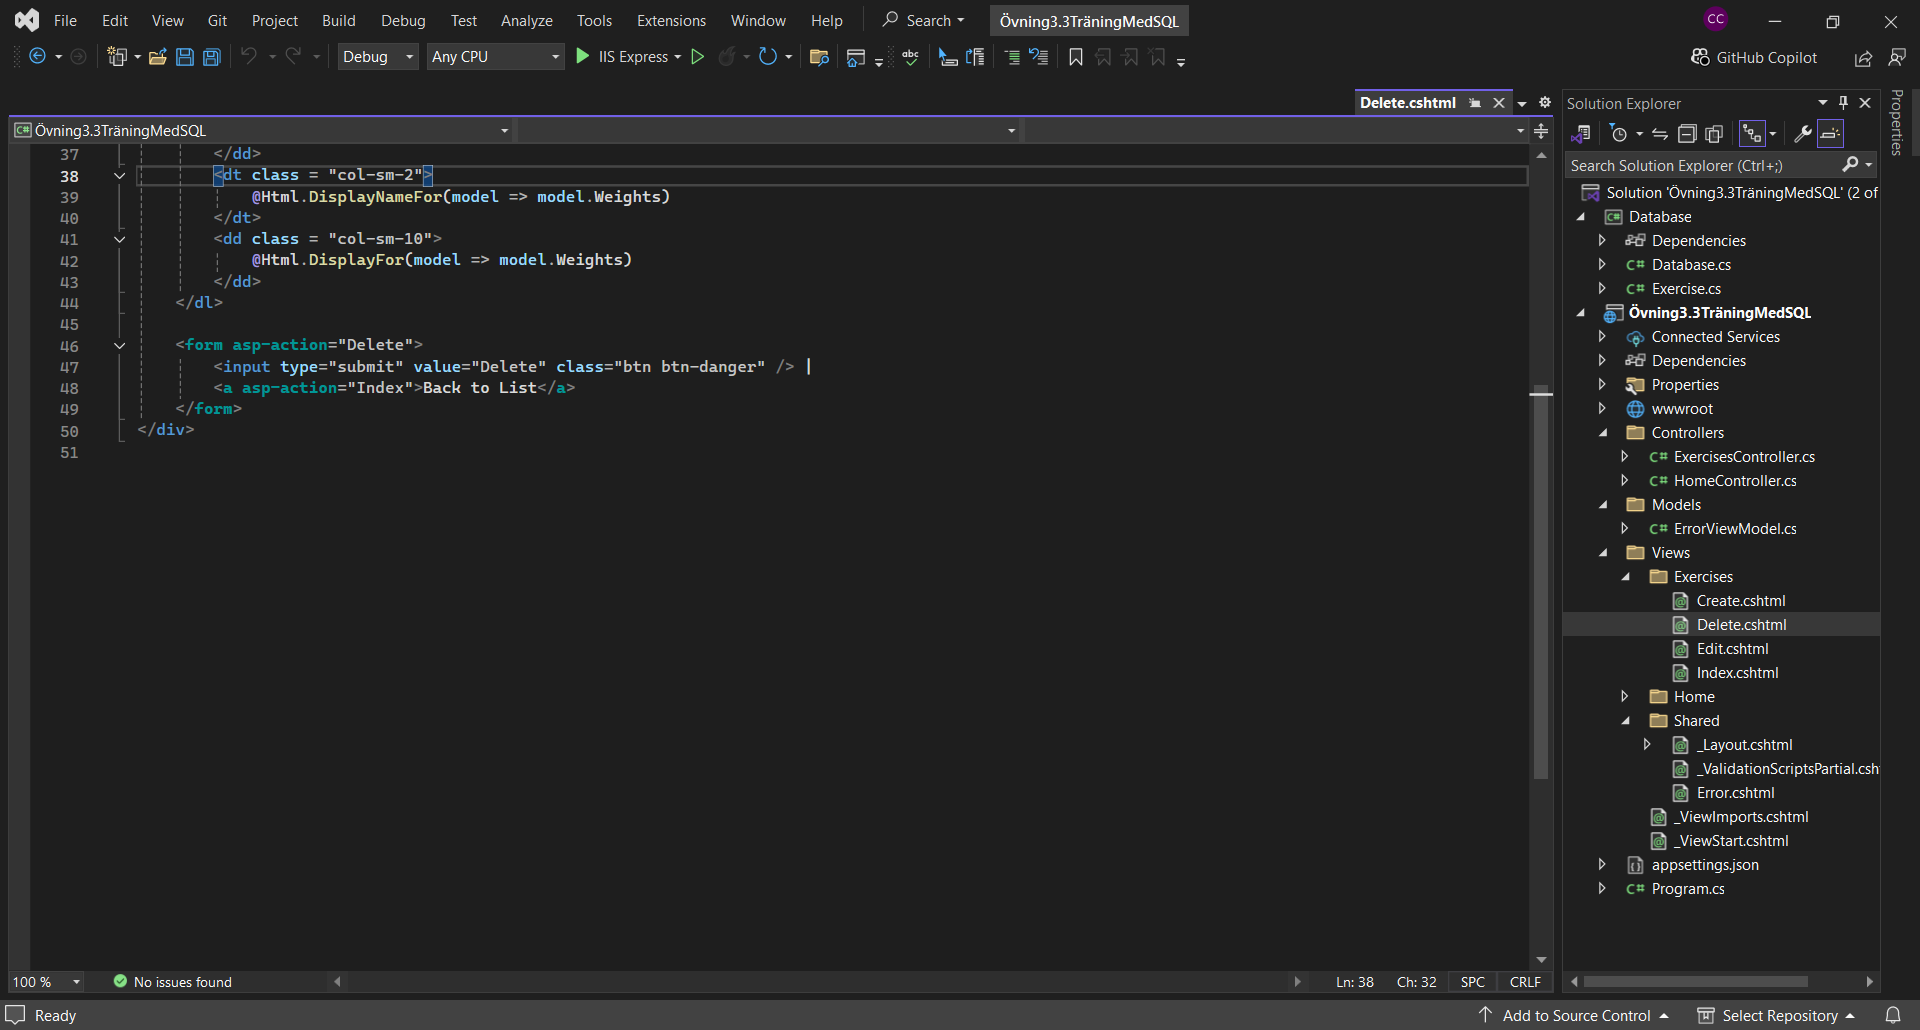 File Edit View Git Project Build Debug Test Analyze Tools Extensions Window Help Search Övning3.3TräningMedSQL CC
Debug Any CPU IIS Express abc GitHub Copilot
Delete.cshtml
Övning3.3TräningMedSQL
37 </dd>
38 <dt class = "col-sm-2">
39 @Html.DisplayNameFor(model => model.Weights)
40 </dt>
41 <dd class = "col-sm-10">
42 @Html.DisplayFor(model => model.Weights)
43 </dd>
44 </dl>
45
46 <form asp-action="Delete">
47 <input type="submit" value="Delete" class="btn btn-danger" /> |
48 <a asp-action="Index">Back to List</a>
49 </form>
50 </div>
51
100 % No issues found Ln: 38 Ch: 32 SPC CRLF
Solution Explorer
Search Solution Explorer (Ctrl+;)
Solution 'Övning3.3TräningMedSQL' (2 of
Database
Dependencies
C# Database.cs
C# Exercise.cs
Övning3.3TräningMedSQL
Connected Services
Dependencies
Properties
wwwroot
Controllers
C# ExercisesController.cs
C# HomeController.cs
Models
C# ErrorViewModel.cs
Views
Exercises
Create.cshtml
Delete.cshtml
Edit.cshtml
Index.cshtml
Home
Shared
_Layout.cshtml
_ValidationScriptsPartial.csht
Error.cshtml
_ViewImports.cshtml
_ViewStart.cshtml
appsettings.json
C# Program.cs
Properties
Ready Add to Source Control Select Repository